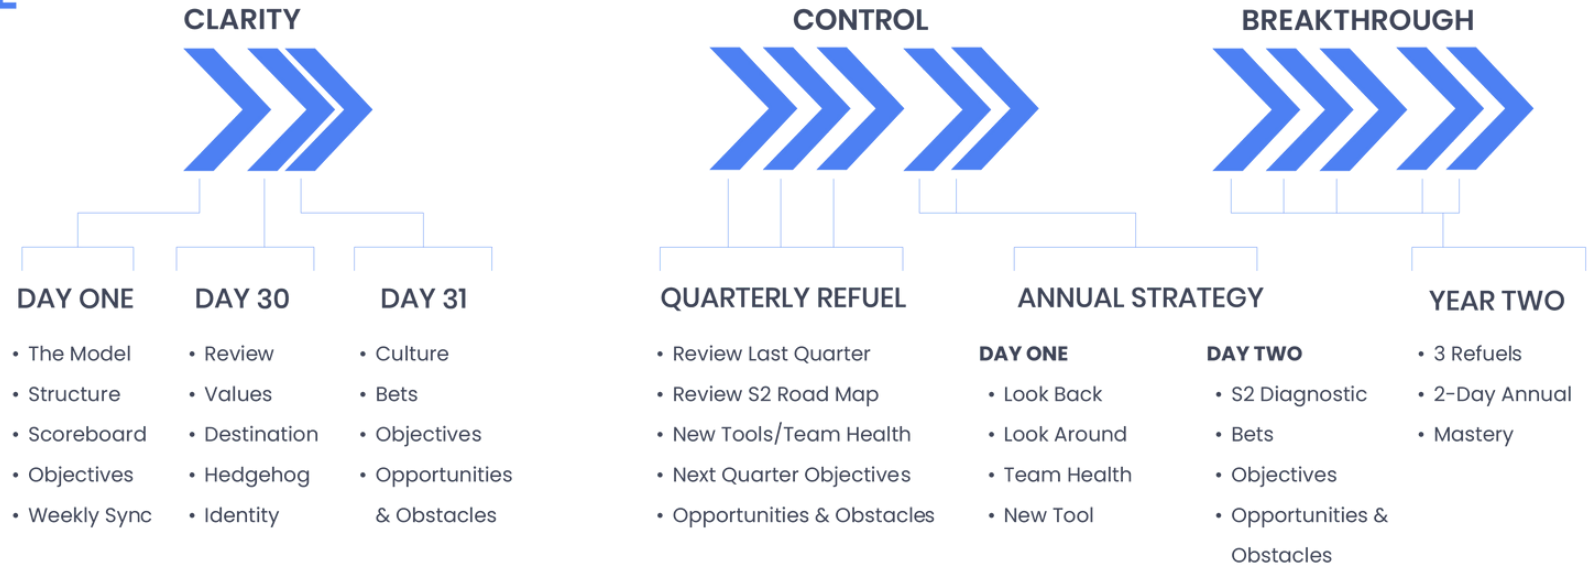 CLARITY
CONTROL
BREAKTHROUGH
DAY ONE
• The Model
• Structure
• Scoreboard
• Objectives
• Weekly Sync
DAY 30
• Review
• Values
• Destination
• Hedgehog
• Identity
DAY 31
• Culture
• Bets
• Objectives
• Opportunities
& Obstacles
QUARTERLY REFUEL
• Review Last Quarter
• Review S2 Road Map
• New Tools/Team Health
• Next Quarter Objectives
• Opportunities & Obstacles
ANNUAL STRATEGY
DAY ONE
• Look Back
• Look Around
• Team Health
• New Tool
DAY TWO
• S2 Diagnostic
• Bets
• Objectives
• Opportunities &
Obstacles
YEAR TWO
• 3 Refuels
• 2-Day Annual
• Mastery